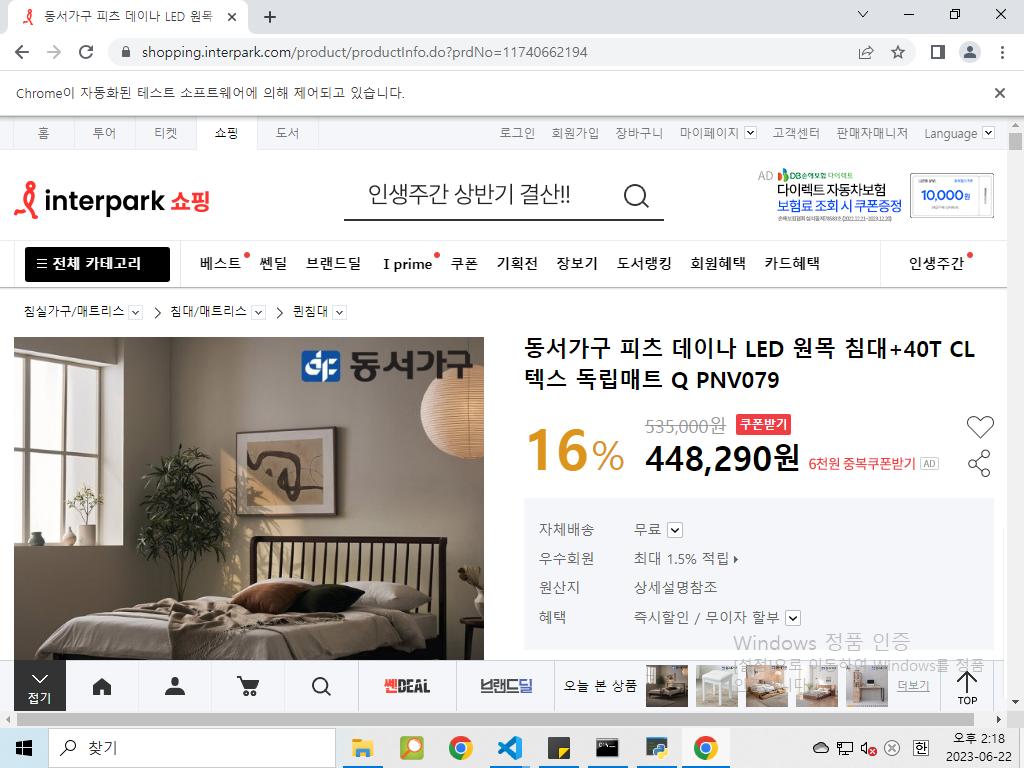 동서가구 피츠 데이나 LED 원목
shopping.interpark.com/product/productInfo.do?prdNo=11740662194
Chrome이 자동화된 테스트 소프트웨어에 의해 제어되고 있습니다.
홈 투어 티켓 쇼핑 도서 로그인 회원가입 장바구니 마이페이지 고객센터 판매자매니저 Language
interpark 쇼핑
인생주간 상반기 결산!!
AD DB손해보험 다이렉트
다이렉트 자동차보험
보험료 조회 시 쿠폰증정
10,000원
전체 카테고리 베스트 쎈딜 브랜드딜 I prime 쿠폰 기획전 장보기 도서랭킹 회원혜택 카드혜택 인생주간
침실가구/매트리스 침대/매트리스 퀸침대
동서가구
동서가구 피츠 데이나 LED 원목 침대+40T CL
텍스 독립매트 Q PNV079
16%
535,000원 쿠폰받기
448,290원 6천원 중복쿠폰받기 AD
자체배송 무료
우수회원 최대 1.5% 적립
원산지 상세설명참조
혜택 즉시할인 / 무이자 할부
Windows 정품 인증
[설정]으로 이동하여 Windows를 정품
접기 쎈DEAL 브랜드딜 오늘 본 상품 더보기 TOP
찾기
한
오후 2:18
2023-06-22